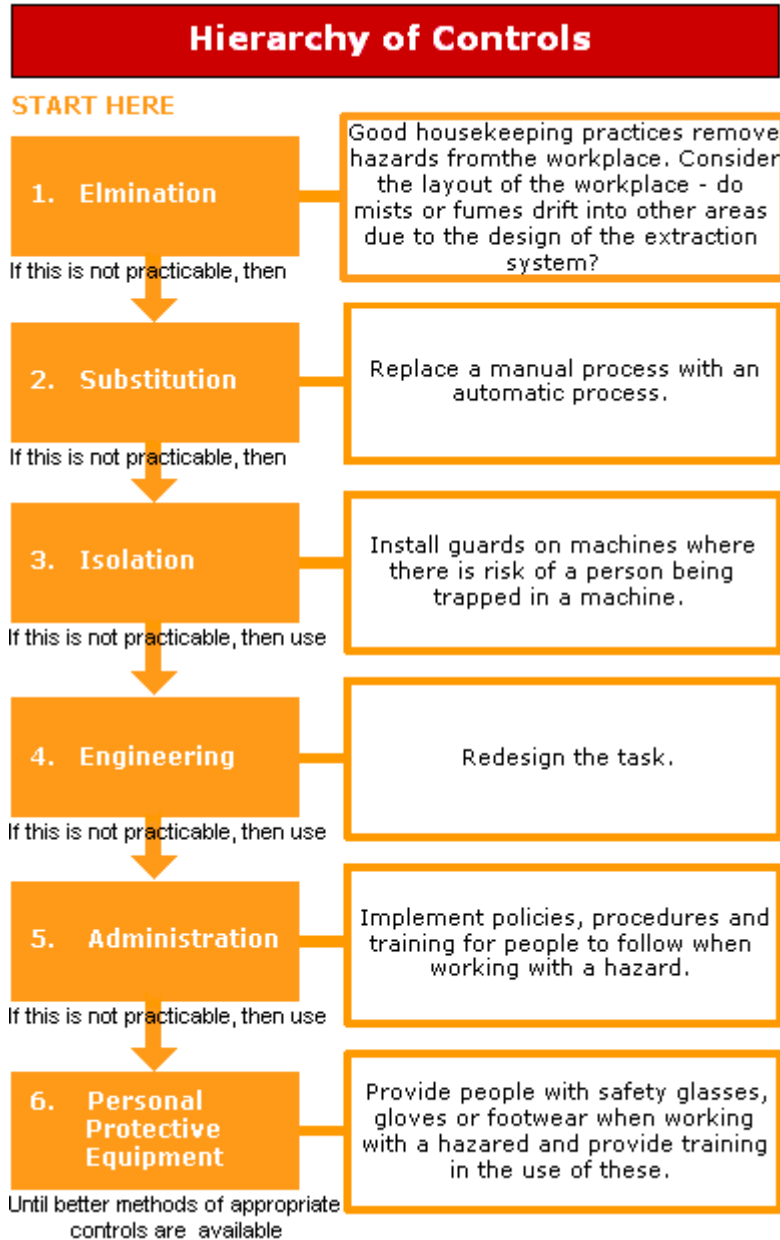 Hierarchy of Controls
START HERE
1. Elmination
Good housekeeping practices remove
hazards fromthe workplace. Consider
the layout of the workplace - do
mists or fumes drift into other areas
due to the design of the extraction
system?
If this is not practicable, then
2. Substitution
Replace a manual process with an
automatic process.
If this is not practicable, then
3. Isolation
Install guards on machines where
there is risk of a person being
trapped in a machine.
If this is not practicable, then use
4. Engineering
Redesign the task.
If this is not practicable, then use
5. Administration
Implement policies, procedures and
training for people to follow when
working with a hazard.
If this is not practicable, then use
6. Personal
Protective
Equipment
Provide people with safety glasses,
gloves or footwear when working
with a hazared and provide training
in the use of these.
Until better methods of appropriate
controls are available